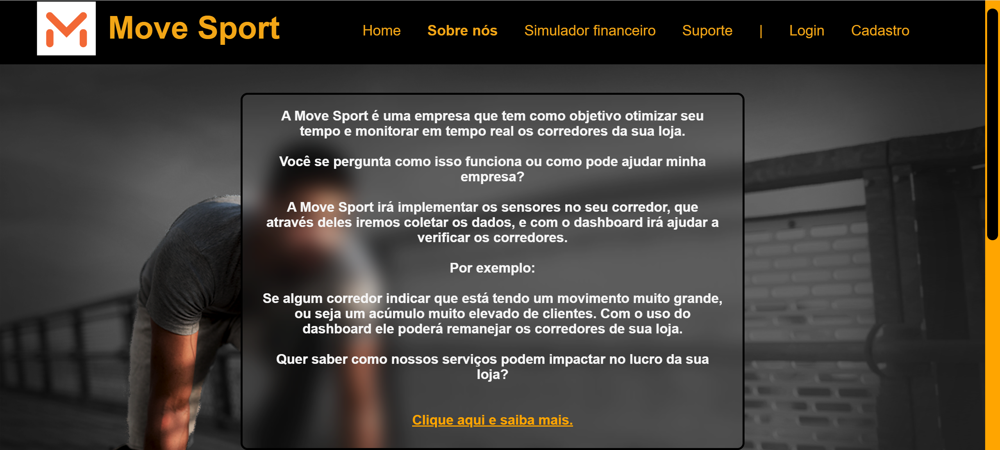 Move Sport
Home Sobre nós Simulador financeiro Suporte | Login Cadastro
A Move Sport é uma empresa que tem como objetivo otimizar seu
tempo e monitorar em tempo real os corredores da sua loja.
Você se pergunta como isso funciona ou como pode ajudar minha
empresa?
A Move Sport irá implementar os sensores no seu corredor, que
através deles iremos coletar os dados, e com o dashboard irá ajudar a
verificar os corredores.
Por exemplo:
Se algum corredor indicar que está tendo um movimento muito grande,
ou seja um acúmulo muito elevado de clientes. Com o uso do
dashboard ele poderá remanejar os corredores de sua loja.
Quer saber como nossos serviços podem impactar no lucro da sua
loja?
Clique aqui e saiba mais.